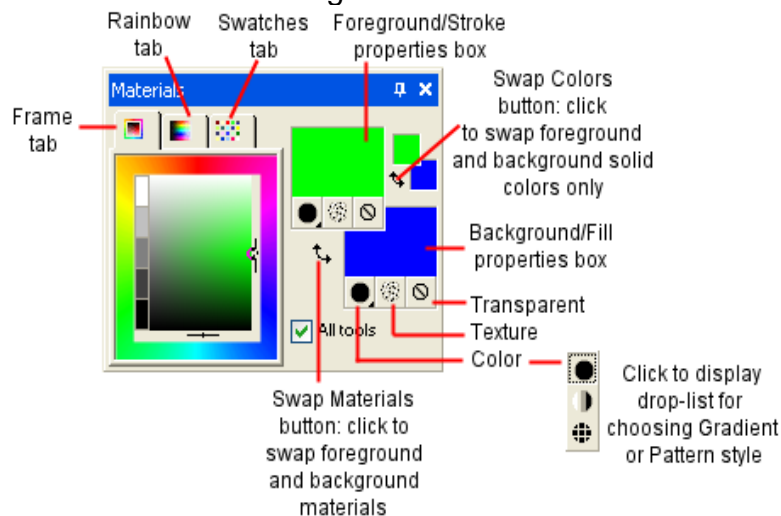 Rainbow
tab
Swatches
tab
Foreground/Stroke
properties box
Materials
Frame
tab
Swap Colors
button: click
to swap foreground
and background solid
colors only
Background/Fill
properties box
Transparent
Texture
Color
All tools
Click to display
drop-list for
choosing Gradient
or Pattern style
Swap Materials
button: click to
swap foreground
and background
materials